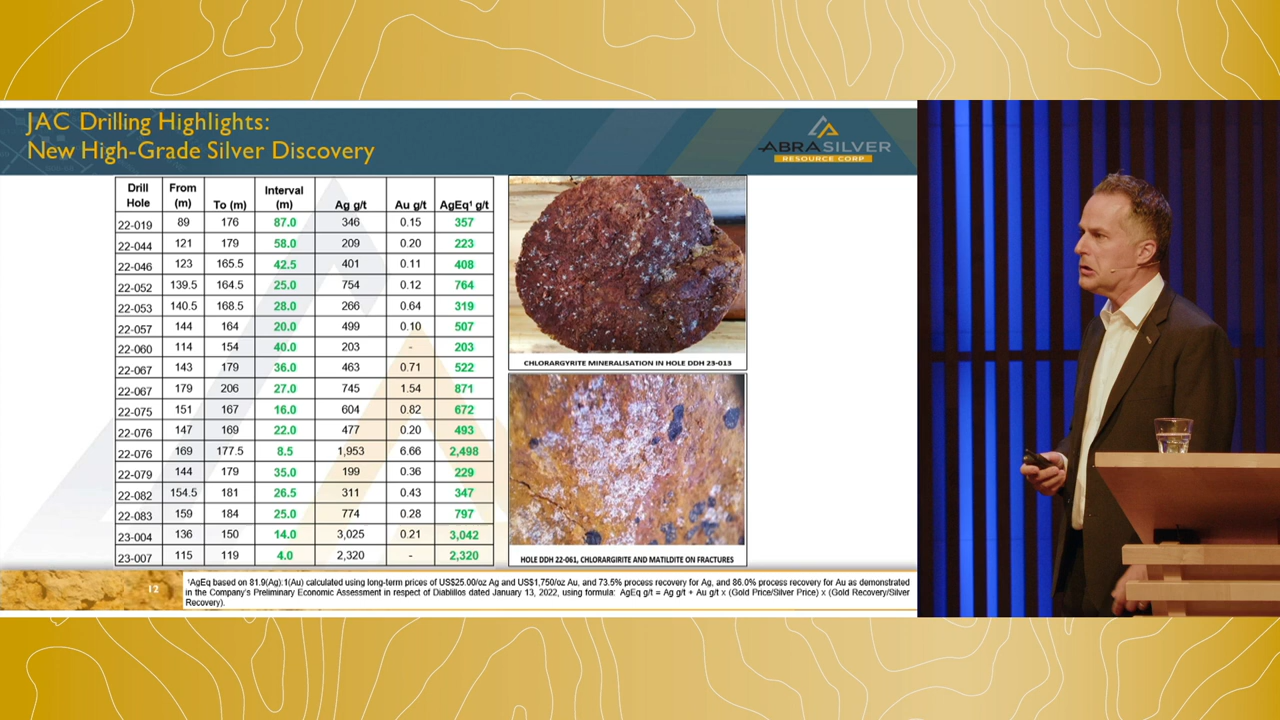 JAC Drilling Highlights:
New High-Grade Silver Discovery
ABRASILVER
RESOURCE CORP
Drill Hole From (m) To (m) Interval (m) Ag g/t Au g/t AgEq¹ g/t
22-019 89 176 87.0 346 0.15 357
22-044 121 179 58.0 209 0.20 223
22-046 123 165.5 42.5 401 0.11 408
22-052 139.5 164.5 25.0 754 0.12 764
22-053 140.5 168.5 28.0 266 0.64 319
22-057 144 164 20.0 499 0.10 507
22-060 114 154 40.0 203 - 203
22-067 143 179 36.0 463 0.71 522
22-067 179 206 27.0 745 1.54 871
22-075 151 167 16.0 604 0.82 672
22-076 147 169 22.0 477 0.20 493
22-076 169 177.5 8.5 1,953 6.66 2,498
22-079 144 179 35.0 199 0.36 229
22-082 154.5 181 26.5 311 0.43 347
22-083 159 184 25.0 774 0.28 797
23-004 136 150 14.0 3,025 0.21 3,042
23-007 115 119 4.0 2,320 - 2,320
CHLORARGYRITE MINERALISATION IN HOLE DDH 23-013
HOLE DDH 22-061, CHLORARGIRITE AND MATILDITE ON FRACTURES
12
¹AgEq based on 81.9(Ag):1(Au) calculated using long-term prices of US$25.00/oz Ag and US$1,750/oz Au, and 73.5% process recovery for Ag, and 86.0% process recovery for Au as demonstrated
in the Company's Preliminary Economic Assessment in respect of Diablillos dated January 13, 2022, using formula: AgEq g/t = Ag g/t + Au g/t x (Gold Price/Silver Price) x (Gold Recovery/Silver
Recovery).